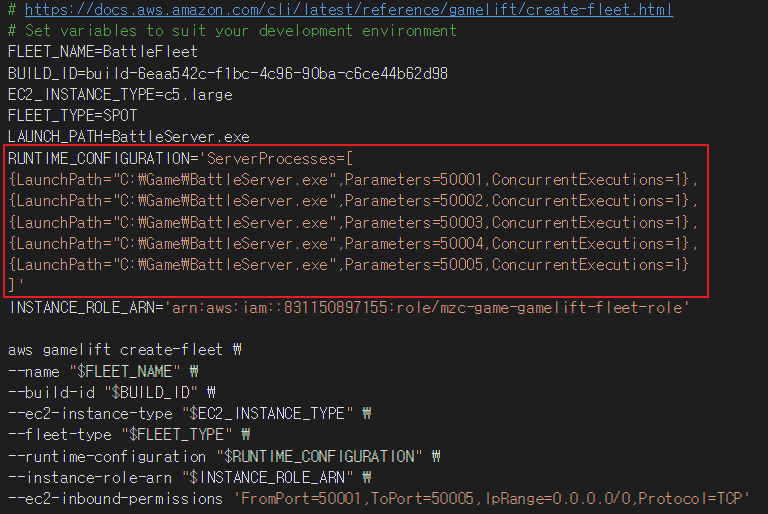 # https://docs.aws.amazon.com/cli/latest/reference/gamelift/create-fleet.html
# Set variables to suit your development environment
FLEET_NAME=BattleFleet
BUILD_ID=build-6eaa542c-f1bc-4c96-90ba-c6ce44b62d98
EC2_INSTANCE_TYPE=c5.large
FLEET_TYPE=SPOT
LAUNCH_PATH=BattleServer.exe
RUNTIME_CONFIGURATION='ServerProcesses=[
{LaunchPath="C:₩Game₩BattleServer.exe",Parameters=50001,ConcurrentExecutions=1},
{LaunchPath="C:₩Game₩BattleServer.exe",Parameters=50002,ConcurrentExecutions=1},
{LaunchPath="C:₩Game₩BattleServer.exe",Parameters=50003,ConcurrentExecutions=1},
{LaunchPath="C:₩Game₩BattleServer.exe",Parameters=50004,ConcurrentExecutions=1},
{LaunchPath="C:₩Game₩BattleServer.exe",Parameters=50005,ConcurrentExecutions=1}
]'
INSTANCE_ROLE_ARN='arn:aws:iam::831150897155:role/mzc-game-gamelift-fleet-role'
aws gamelift create-fleet ₩
--name "$FLEET_NAME" ₩
--build-id "$BUILD_ID" ₩
--ec2-instance-type "$EC2_INSTANCE_TYPE" ₩
--fleet-type "$FLEET_TYPE" ₩
--runtime-configuration "$RUNTIME_CONFIGURATION" ₩
--instance-role-arn "$INSTANCE_ROLE_ARN" ₩
--ec2-inbound-permissions 'FromPort=50001,ToPort=50005,IpRange=0.0.0.0/0,Protocol=TCP'